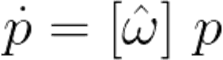 ṗ = [ω̂] p